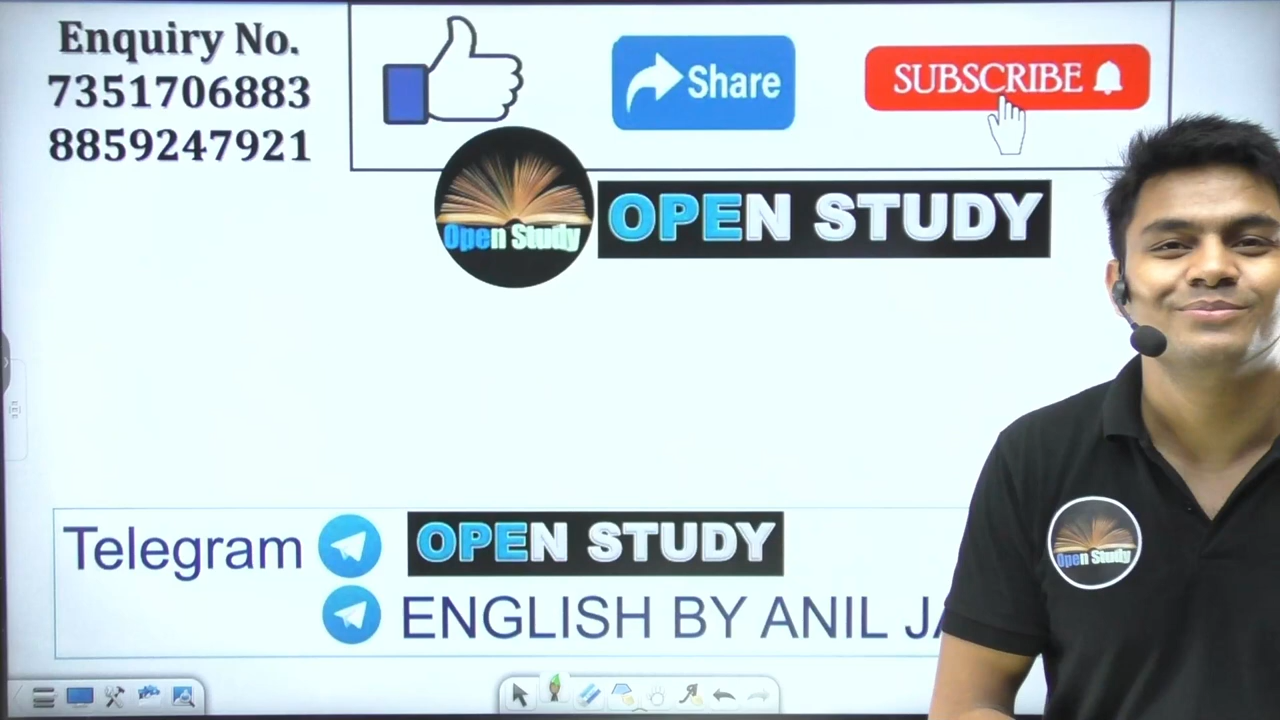 Enquiry No.
7351706883
8859247921
Share
SUBSCRIBE
Open Study
OPEN STUDY
Telegram
OPEN STUDY
ENGLISH BY ANIL
Open Study